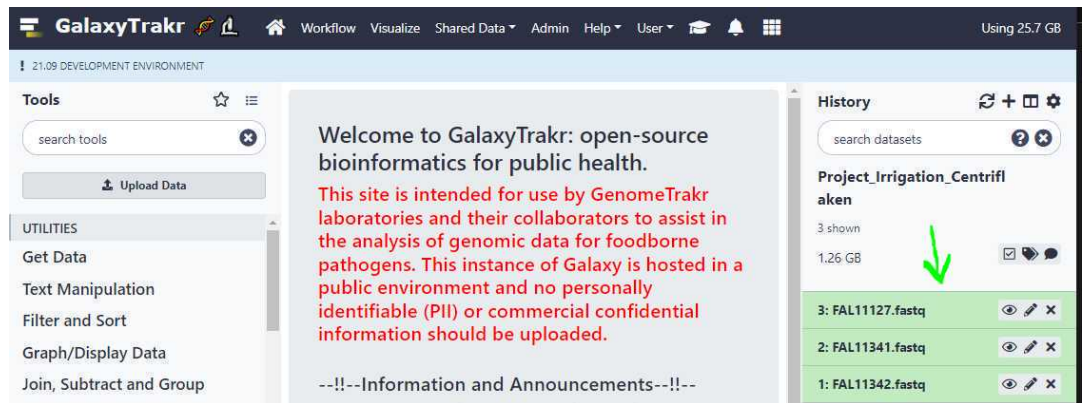 GalaxyTrakr Workflow Visualize Shared Data Admin Help User Using 25.7 GB
! 21.09 DEVELOPMENT ENVIRONMENT
Tools
search tools
Upload Data
UTILITIES
Get Data
Text Manipulation
Filter and Sort
Graph/Display Data
Join, Subtract and Group
Welcome to GalaxyTrakr: open-source
bioinformatics for public health.
This site is intended for use by GenomeTrakr
laboratories and their collaborators to assist in
the analysis of genomic data for foodborne
pathogens. This instance of Galaxy is hosted in a
public environment and no personally
identifiable (PII) or commercial confidential
information should be uploaded.
--!!--Information and Announcements--!!--
History
search datasets
Project_Irrigation_Centrifl
aken
3 shown
1.26 GB
3: FAL11127.fastq
2: FAL11341.fastq
1: FAL11342.fastq